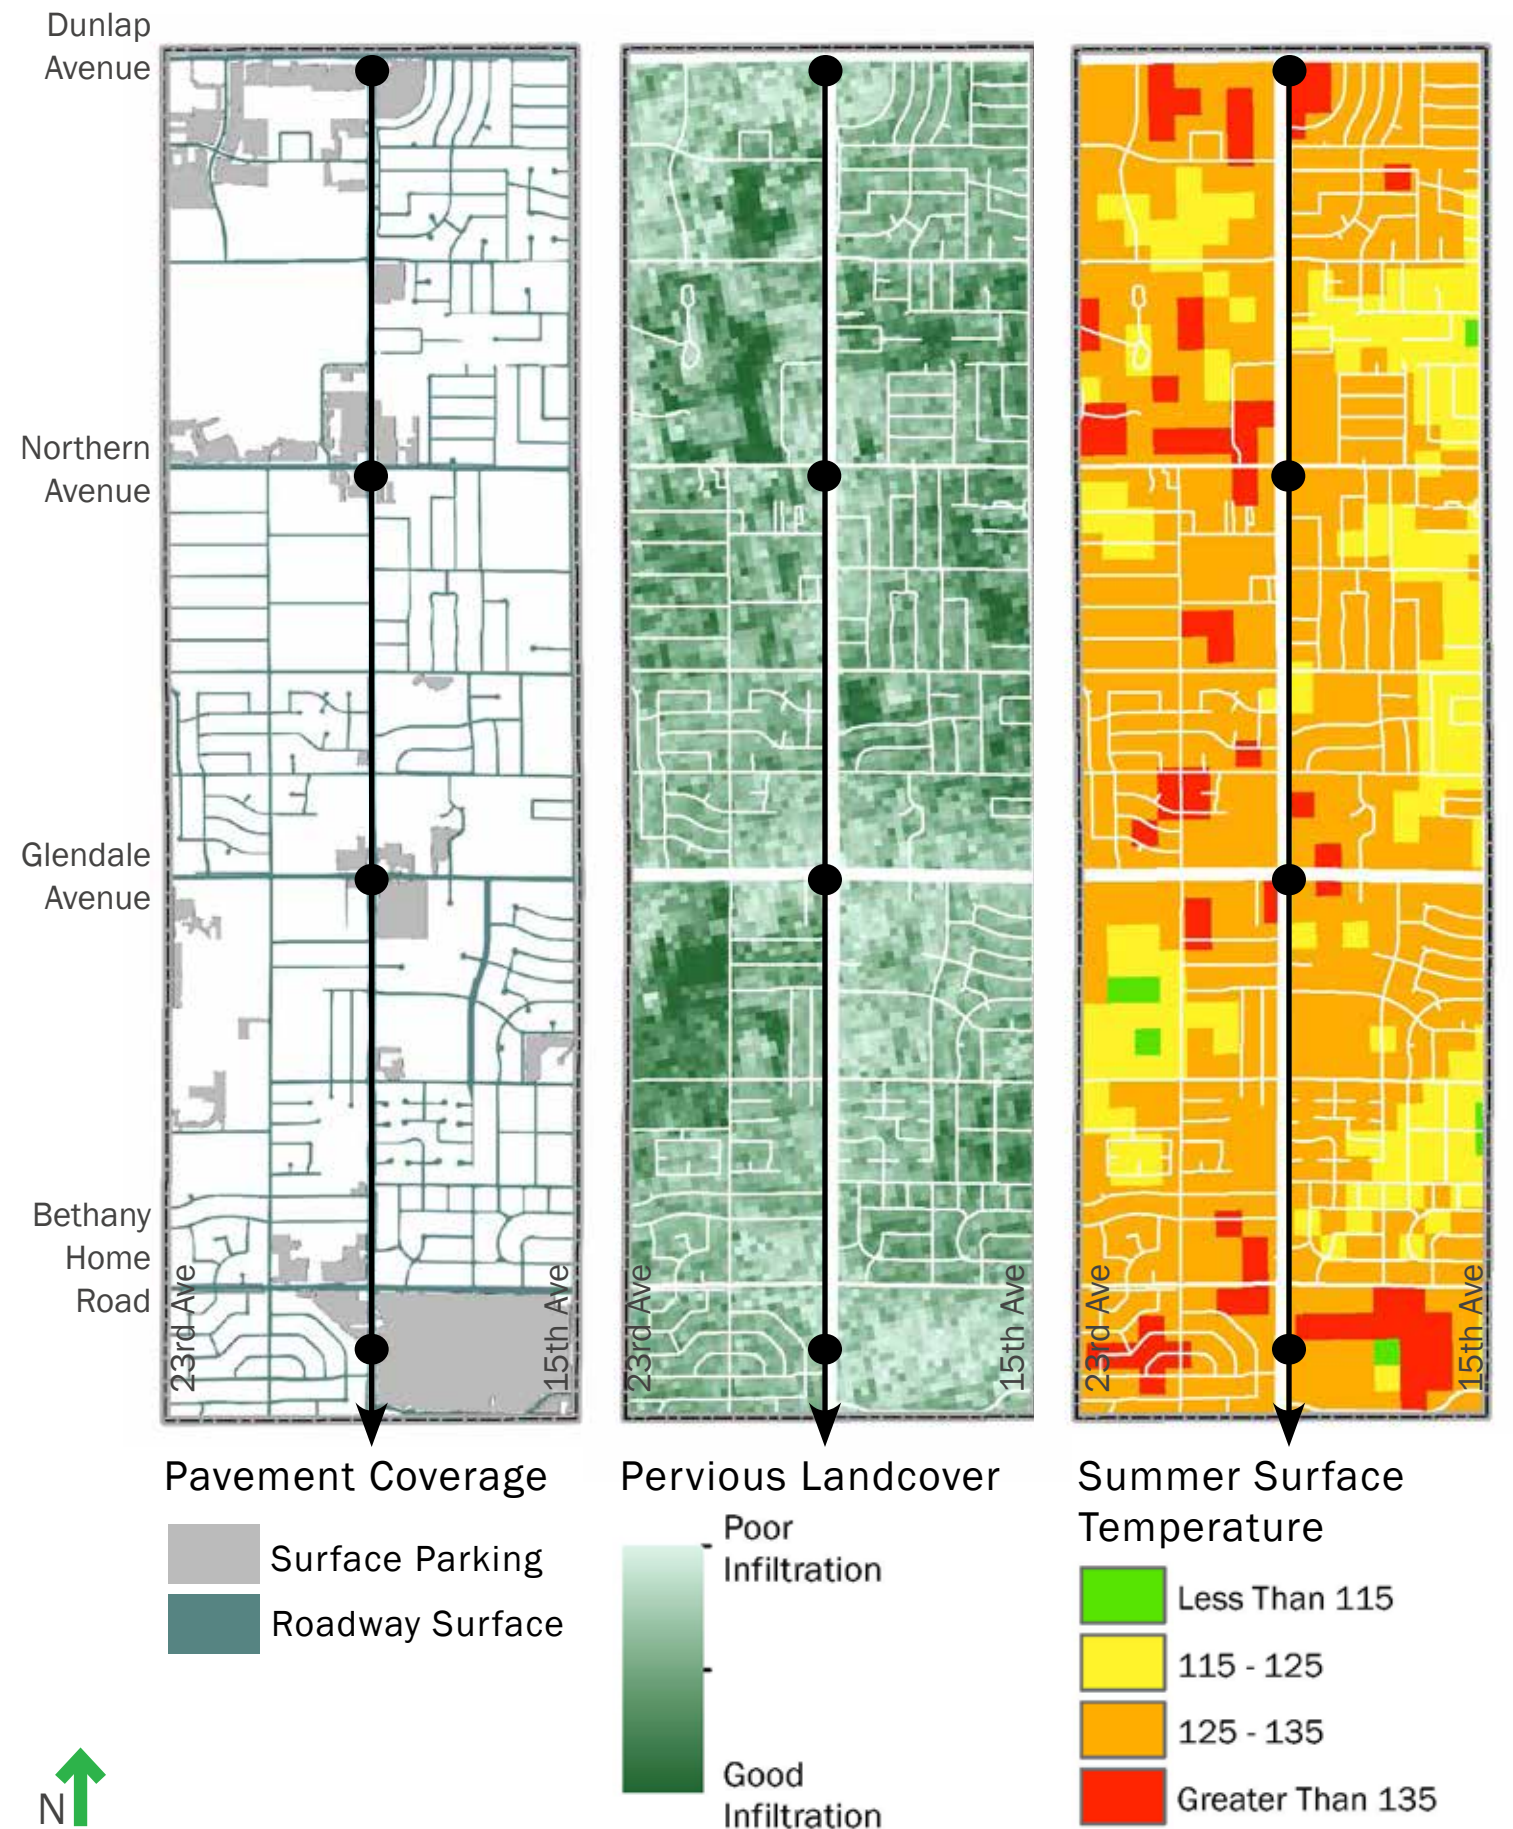 Dunlap
Avenue
Northern
Avenue
Glendale
Avenue
Bethany
Home
Road
23rd Ave
15th Ave
23rd Ave
15th Ave
23rd Ave
15th Ave
Pavement Coverage
Surface Parking
Roadway Surface
Pervious Landcover
Poor
Infiltration
Good
Infiltration
Summer Surface
Temperature
Less Than 115
115 - 125
125 - 135
Greater Than 135
N